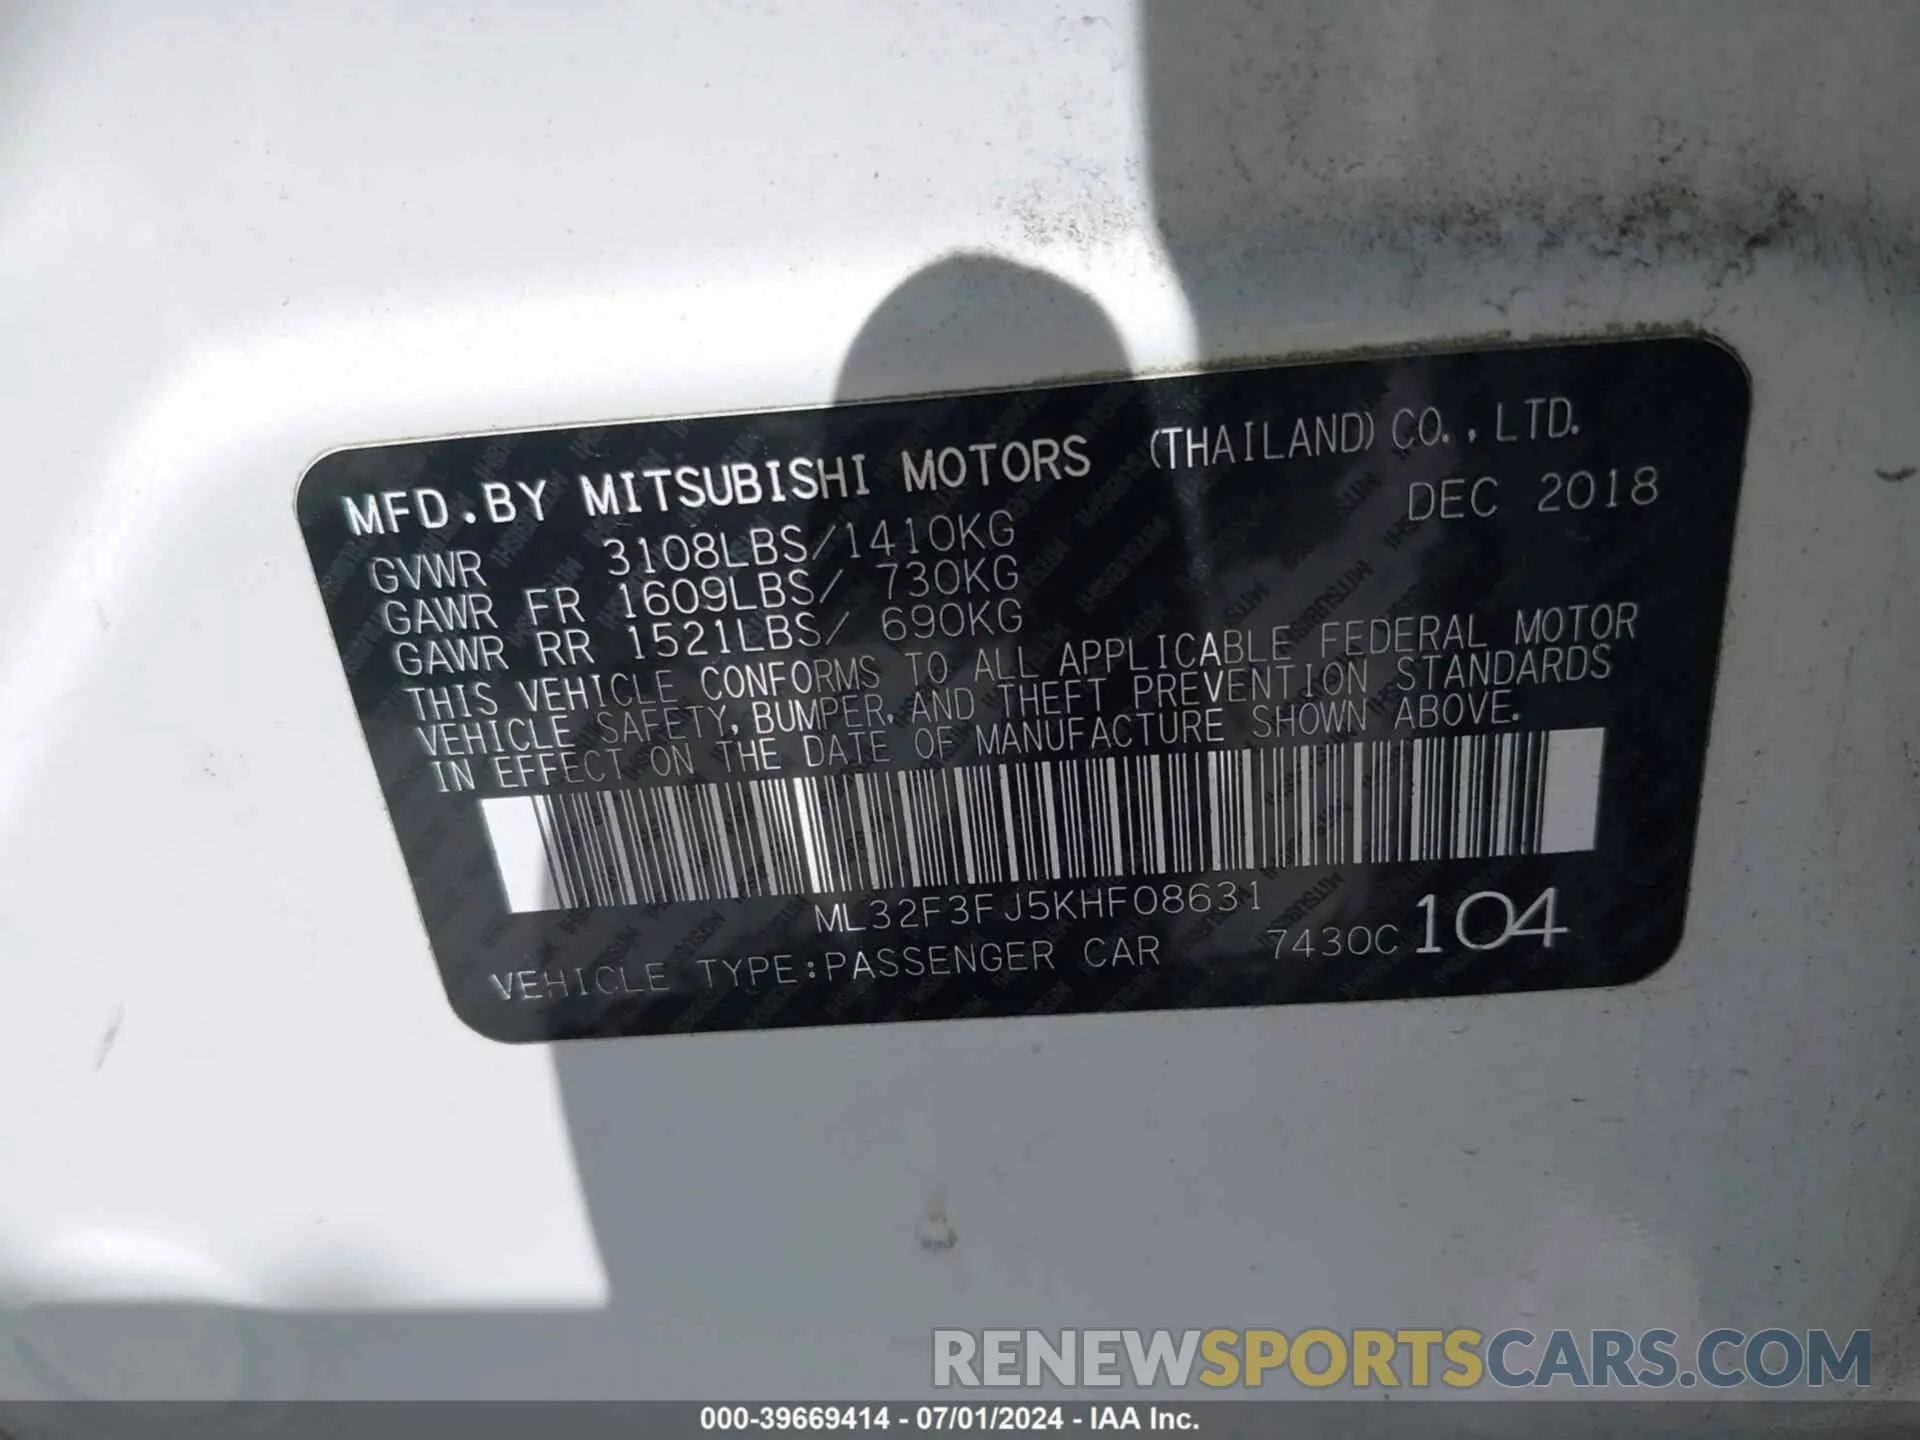 MFD.BY MITSUBISHI MOTORS (THAILAND) CO., LTD.
DEC 2018
GVWR 3108LBS/1410KG
GAWR FR 1609LBS/ 730KG
GAWR RR 1521LBS/ 690KG
THIS VEHICLE CONFORMS TO ALL APPLICABLE FEDERAL MOTOR
VEHICLE SAFETY, BUMPER, AND THEFT PREVENTION STANDARDS
IN EFFECT ON THE DATE OF MANUFACTURE SHOWN ABOVE.
ML32F3FJ5KHF08631
VEHICLE TYPE:PASSENGER CAR 7430C 104
RENEWSPORTSCARS.COM
000-39669414 - 07/01/2024 - IAA Inc.